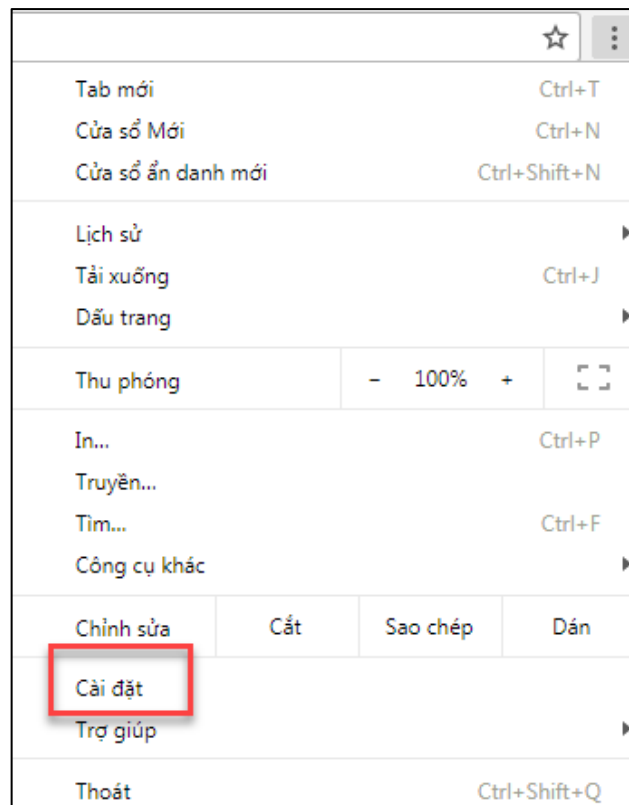 Tab mới Ctrl+T
Cửa sổ Mới Ctrl+N
Cửa sổ ẩn danh mới Ctrl+Shift+N
Lịch sử
Tải xuống Ctrl+J
Dấu trang
Thu phóng − 100% +
In... Ctrl+P
Truyền...
Tìm... Ctrl+F
Công cụ khác
Chỉnh sửa Cắt Sao chép Dán
Cài đặt
Trợ giúp
Thoát Ctrl+Shift+Q